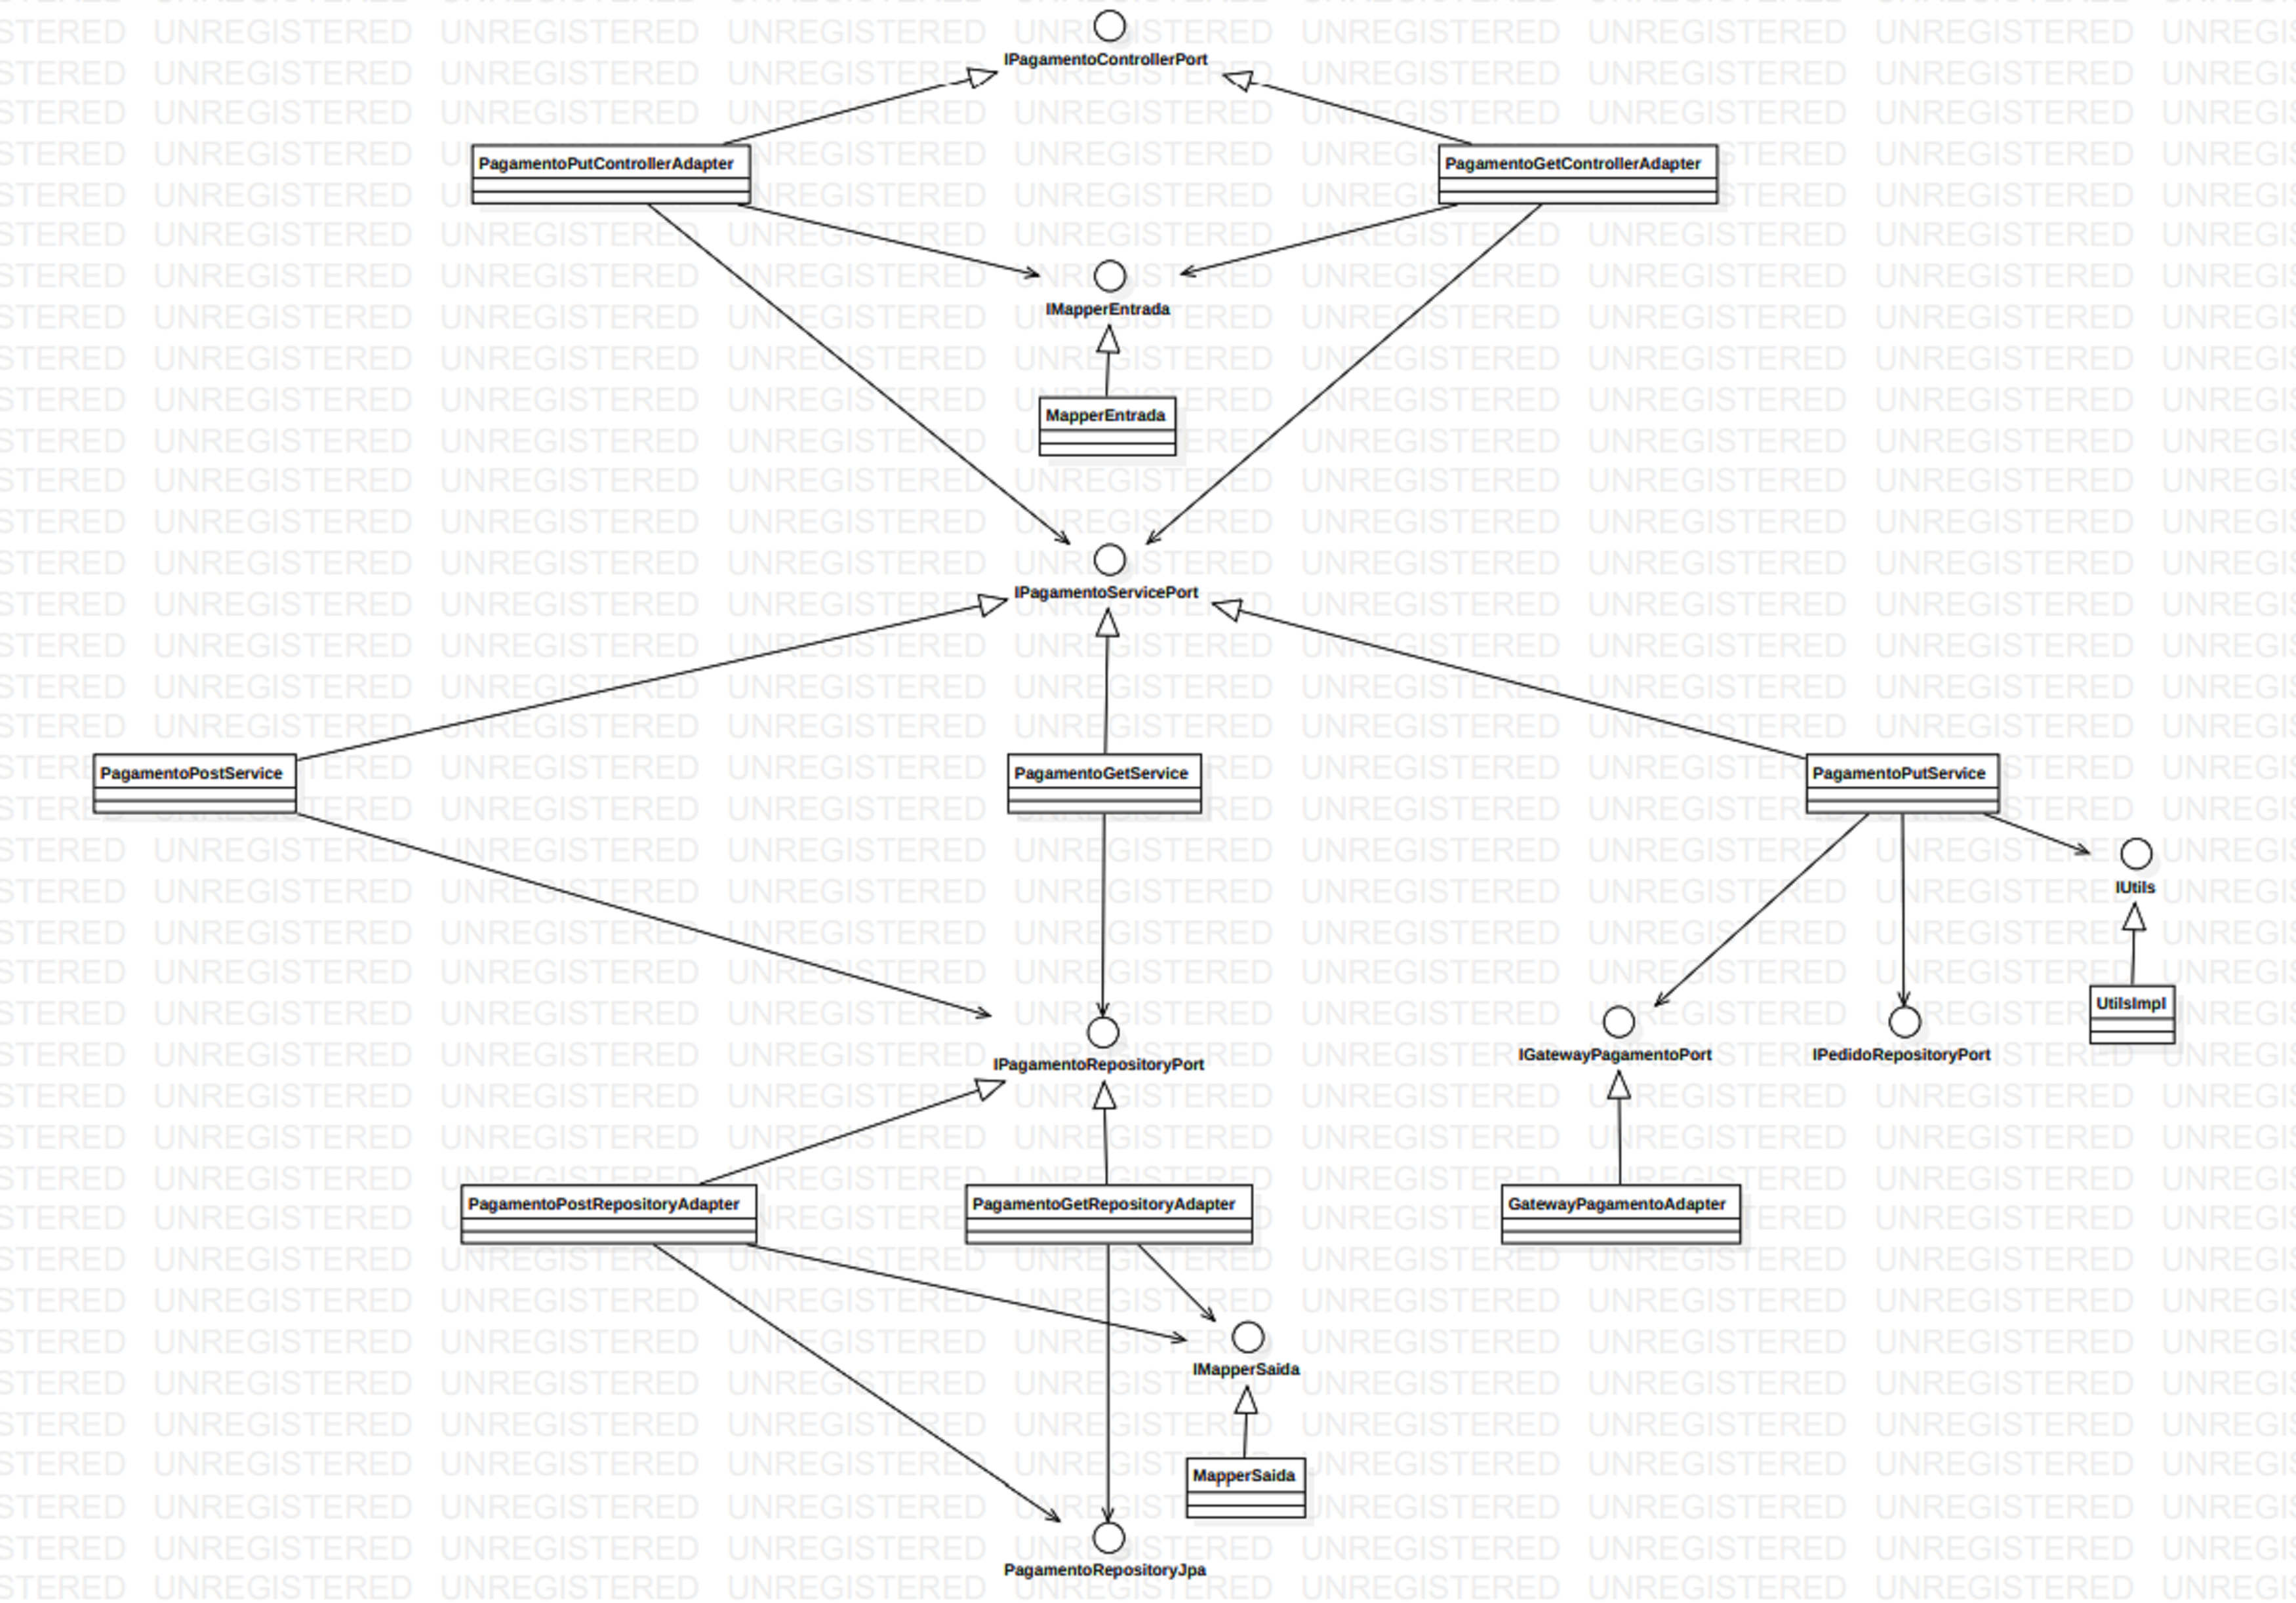 IPagamentoControllerPort
PagamentoPutControllerAdapter
PagamentoGetControllerAdapter
IMapperEntrada
MapperEntrada
IPagamentoServicePort
PagamentoPostService
PagamentoGetService
PagamentoPutService
IUtils
UtilsImpl
IPagamentoRepositoryPort
IGatewayPagamentoPort
IPedidoRepositoryPort
PagamentoPostRepositoryAdapter
PagamentoGetRepositoryAdapter
GatewayPagamentoAdapter
IMapperSaida
MapperSaida
PagamentoRepositoryJpa
UNREGISTERED